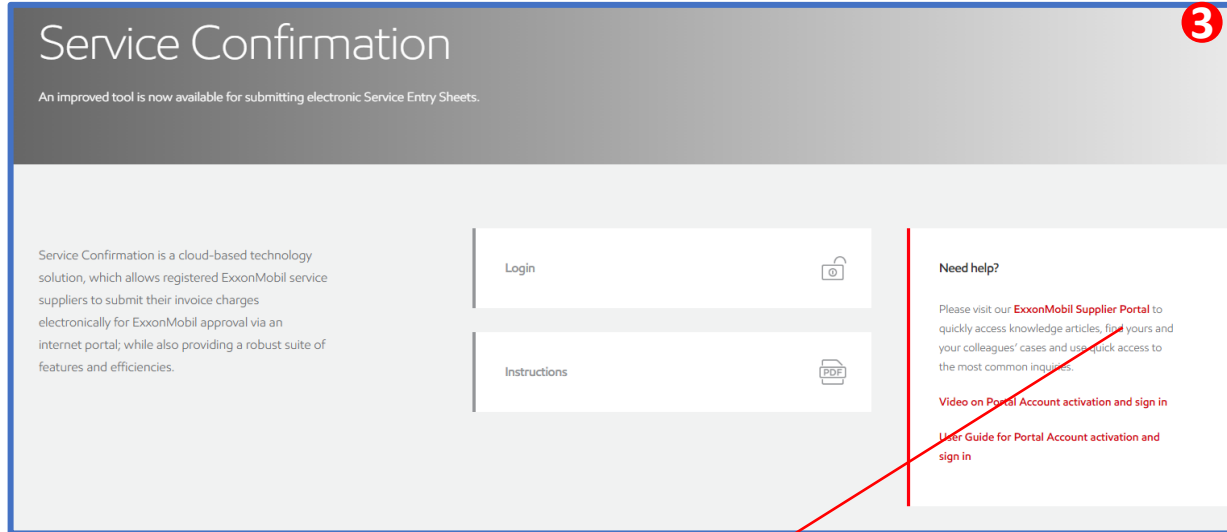 Service Confirmation
3
An improved tool is now available for submitting electronic Service Entry Sheets.
Service Confirmation is a cloud-based technology
solution, which allows registered ExxonMobil service
suppliers to submit their invoice charges
electronically for ExxonMobil approval via an
internet portal; while also providing a robust suite of
features and efficiencies.
Login
Instructions
PDF
Need help?
Please visit our ExxonMobil Supplier Portal to
quickly access knowledge articles, find yours and
your colleagues' cases and use quick access to
the most common inquiries.
Video on Portal Account activation and sign in
User Guide for Portal Account activation and
sign in